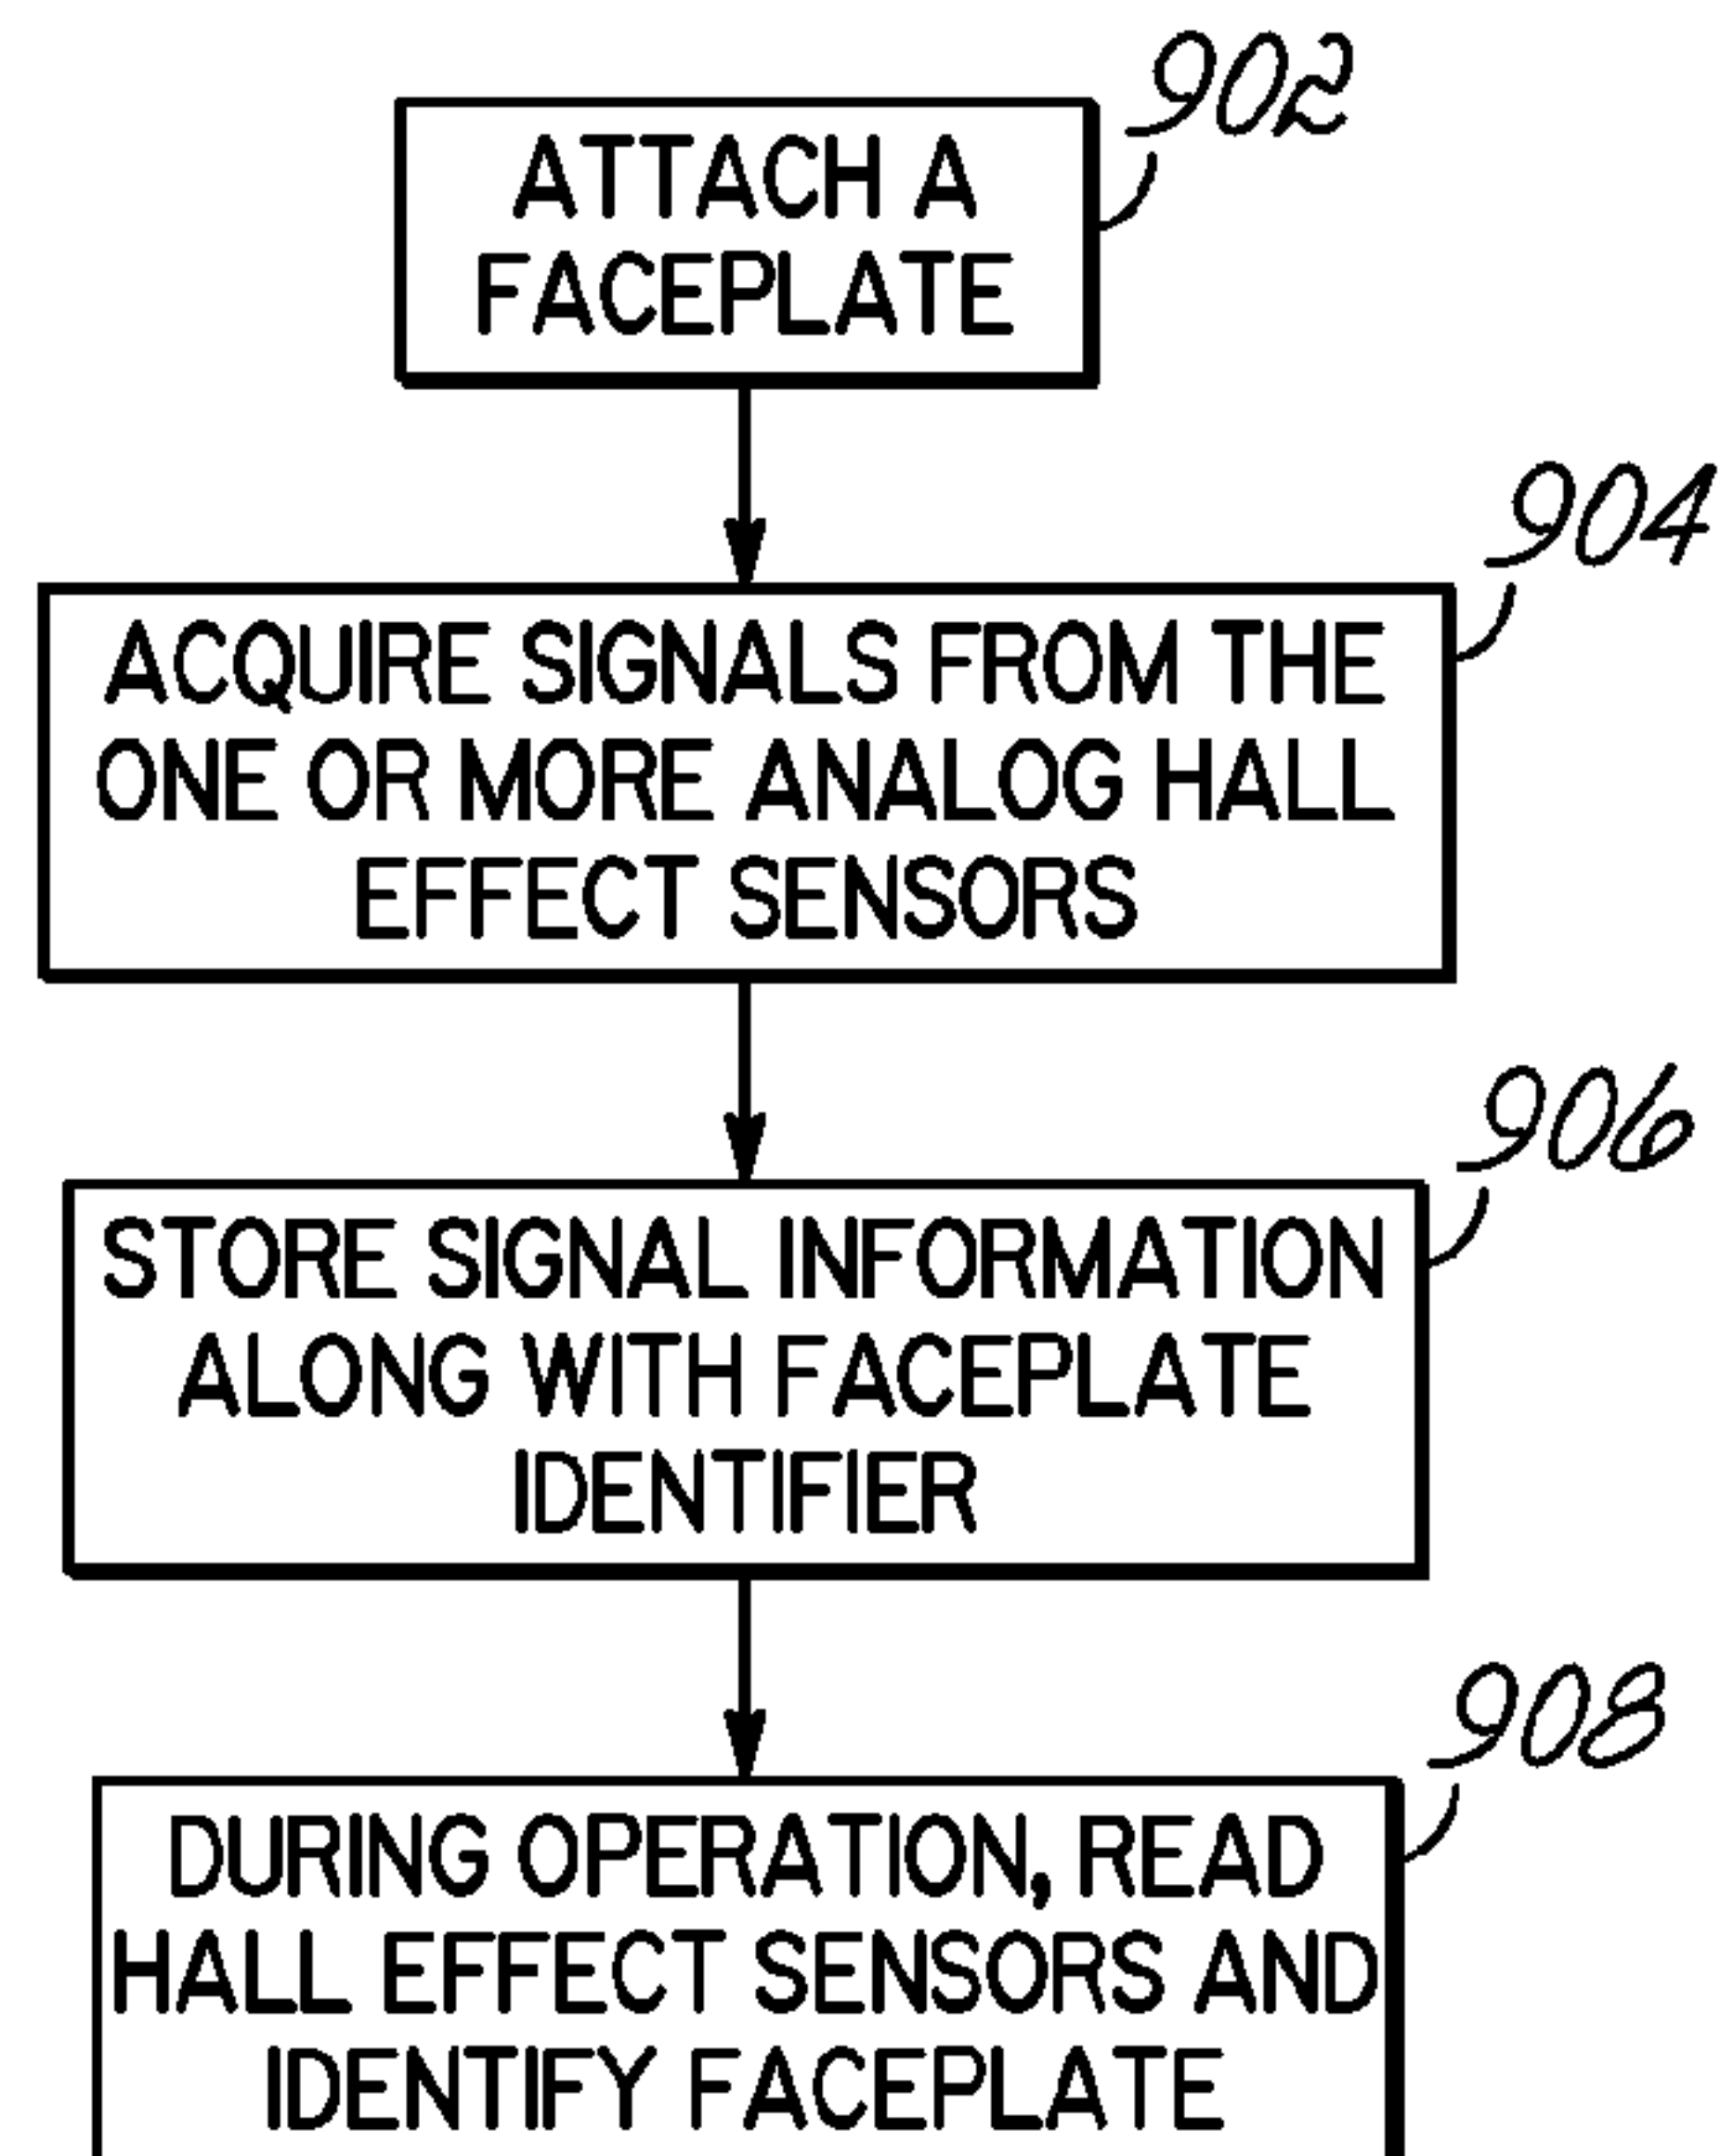 902
ATTACH A
FACEPLATE
904
ACQUIRE SIGNALS FROM THE
ONE OR MORE ANALOG HALL
EFFECT SENSORS
906
STORE SIGNAL INFORMATION
ALONG WITH FACEPLATE
IDENTIFIER
908
DURING OPERATION, READ
HALL EFFECT SENSORS AND
IDENTIFY FACEPLATE